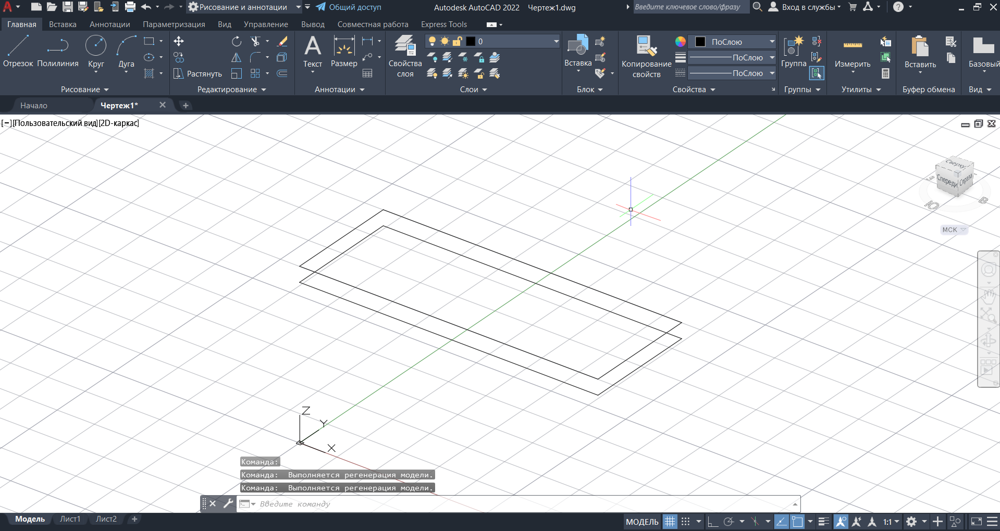 Рисование и аннотации
Общий доступ
Autodesk AutoCAD 2022 Чертеж1.dwg
Введите ключевое слово/фразу
Вход в службы
Главная Вставка Аннотации Параметризация Вид Управление Вывод Совместная работа Express Tools
Отрезок Полилиния Круг Дуга
Растянуть
Текст Размер
Свойства слоя
0
Вставка
Копирование свойств
ПоСлою
ПоСлою
ПоСлою
Группа
Измерить
Вставить
Базовый
Рисование Редактирование Аннотации Слои Блок Свойства Группы Утилиты Буфер обмена Вид
Начало Чертеж1*
[−][Пользовательский вид][2D-каркас]
Сверху
Спереди Справа
Ю В
МСК
Z
Y
X
Команда:
Команда: Выполняется регенерация модели.
Команда: Выполняется регенерация модели.
Введите команду
Модель Лист1 Лист2
МОДЕЛЬ 1:1